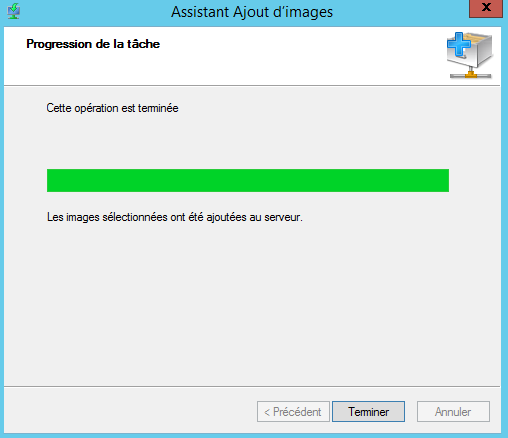 Assistant Ajout d'images
x
Progression de la tâche
Cette opération est terminée
Les images sélectionnées ont été ajoutées au serveur.
< Précédent Terminer Annuler